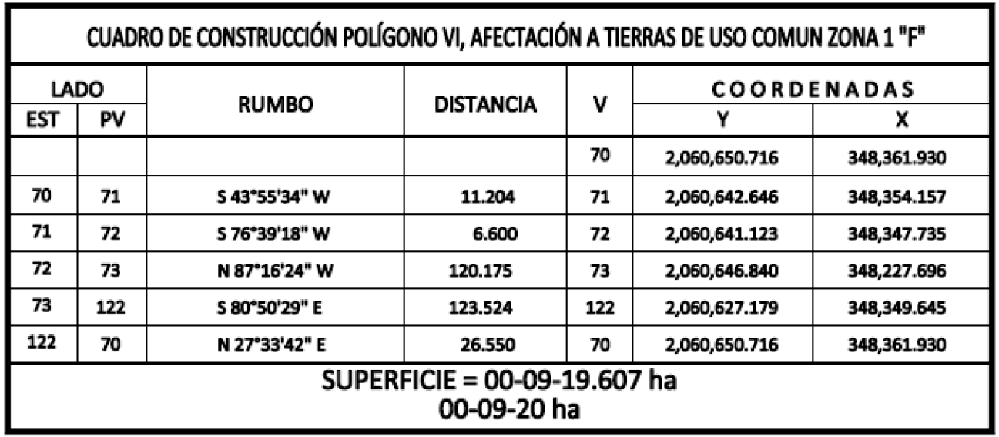 CUADRO DE CONSTRUCCIÓN POLÍGONO VI, AFECTACIÓN A TIERRAS DE USO COMUN ZONA 1 "F"
LADO RUMBO DISTANCIA V COORDENADAS
EST PV Y X
70 2,060,650.716 348,361.930
70 71 S 43°55'34" W 11.204 71 2,060,642.646 348,354.157
71 72 S 76°39'18" W 6.600 72 2,060,641.123 348,347.735
72 73 N 87°16'24" W 120.175 73 2,060,646.840 348,227.696
73 122 S 80°50'29" E 123.524 122 2,060,627.179 348,349.645
122 70 N 27°33'42" E 26.550 70 2,060,650.716 348,361.930
SUPERFICIE = 00-09-19.607 ha
00-09-20 ha